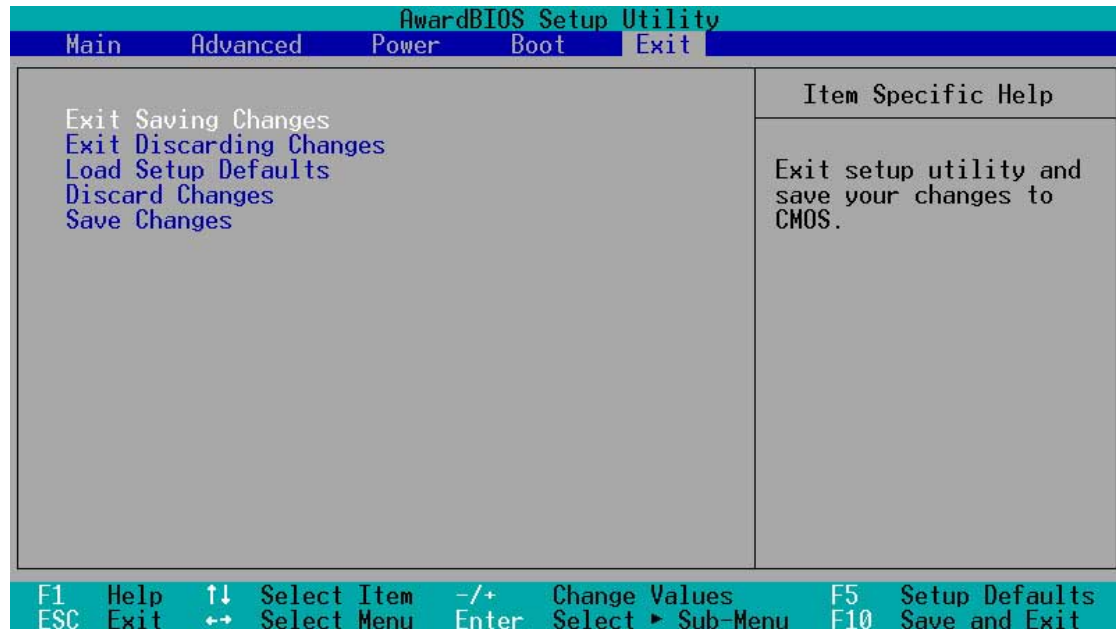 AwardBIOS Setup Utility
Main Advanced Power Boot Exit
Item Specific Help
Exit Saving Changes
Exit Discarding Changes
Load Setup Defaults
Discard Changes
Save Changes
Exit setup utility and
save your changes to
CMOS.
F1 Help ↑↓ Select Item -/+ Change Values F5 Setup Defaults
ESC Exit ←→ Select Menu Enter Select ► Sub-Menu F10 Save and Exit